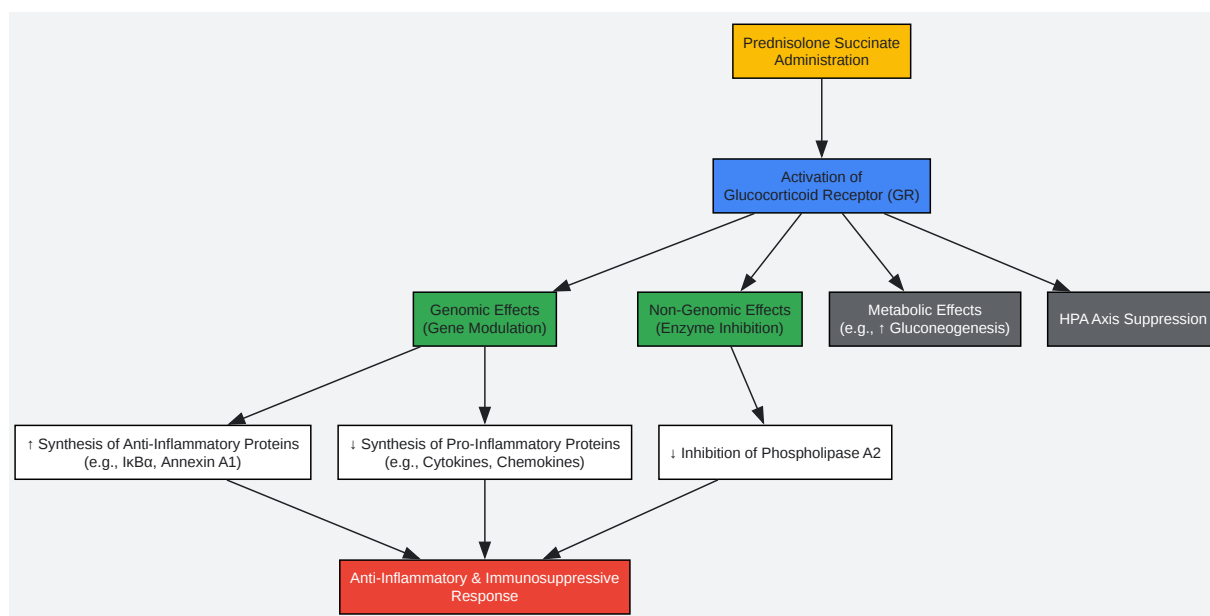 Prednisolone Succinate
Administration
Activation of
Glucocorticoid Receptor (GR)
Genomic Effects
(Gene Modulation)
Non-Genomic Effects
(Enzyme Inhibition)
Metabolic Effects
(e.g., ↑ Gluconeogenesis)
HPA Axis Suppression
↑ Synthesis of Anti-Inflammatory Proteins
(e.g., IκBα, Annexin A1)
↓ Synthesis of Pro-Inflammatory Proteins
(e.g., Cytokines, Chemokines)
↓ Inhibition of Phospholipase A2
Anti-Inflammatory & Immunosuppressive
Response